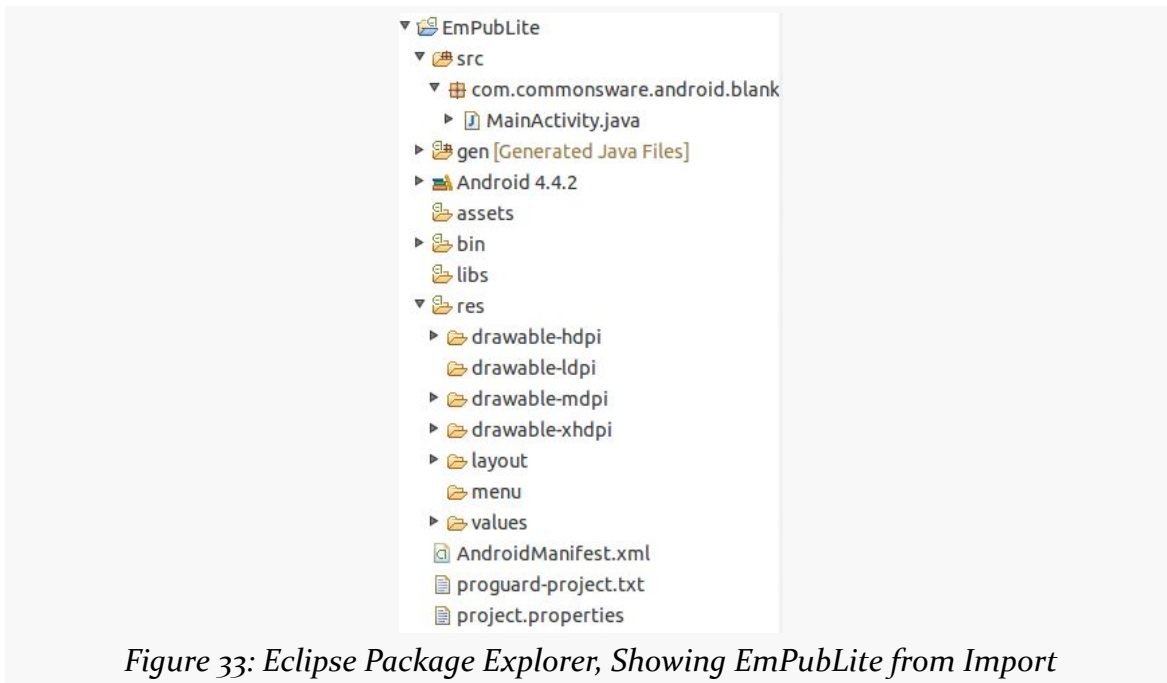 EmPubLite
src
com.commonsware.android.blank
MainActivity.java
gen [Generated Java Files]
Android 4.4.2
assets
bin
libs
res
drawable-hdpi
drawable-ldpi
drawable-mdpi
drawable-xhdpi
layout
menu
values
AndroidManifest.xml
proguard-project.txt
project.properties
Figure 33: Eclipse Package Explorer, Showing EmPubLite from Import